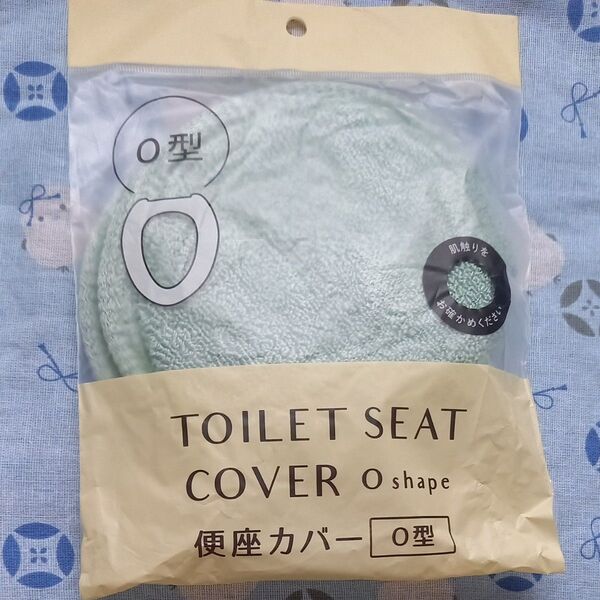 O型
肌触りを
お確かめください
TOILET SEAT
COVER O shape
便座カバー O型